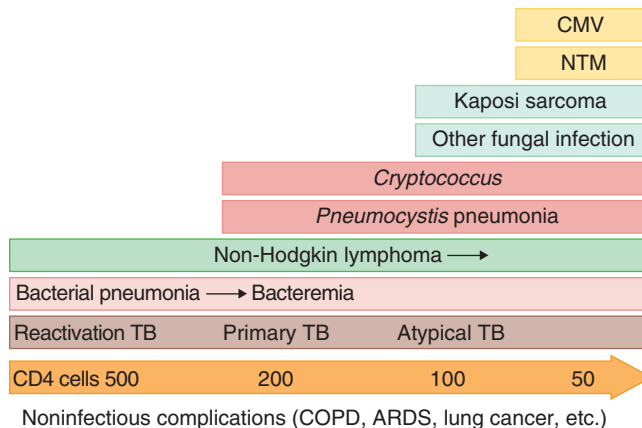 CMV
NTM
Kaposi sarcoma
Other fungal infection
Cryptococcus
Pneumocystis pneumonia
Non-Hodgkin lymphoma →
Bacterial pneumonia → Bacteremia
Reactivation TB Primary TB Atypical TB
CD4 cells 500 200 100 50
Noninfectious complications (COPD, ARDS, lung cancer, etc.)